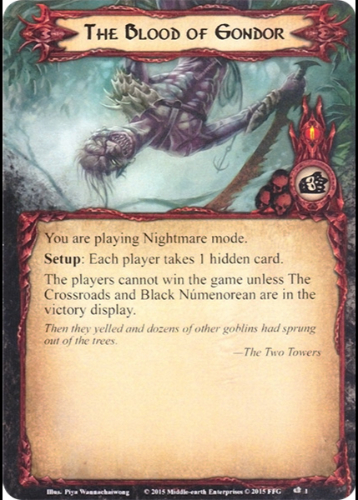 THE BLOOD OF GONDOR
You are playing Nightmare mode.
Setup: Each player takes 1 hidden card.
The players cannot win the game unless The
Crossroads and Black Númenorean are in the
victory display.
Then they yelled and dozens of other goblins had sprung
out of the trees.
—The Two Towers
Illus. Piya Wannachaiwong
© 2015 Middle-earth Enterprises © 2015 FFG
1